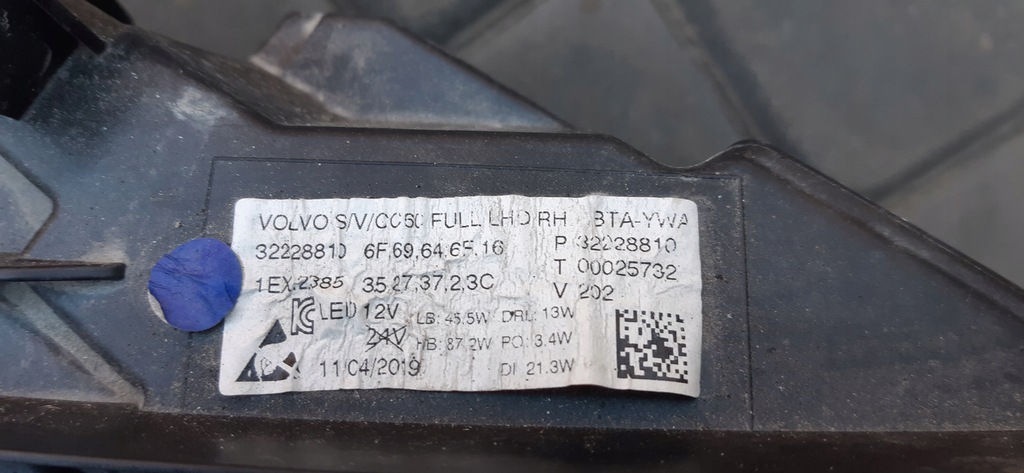 VOLVO S/V/CC60 FULL LHD RH BTA-YWA
32228810 6F,69,64,6F,16 P 32228810
1EX,2385 35,27,37,2,3C T 00025732
V 202
LED 12V LB: 45.5W DRL: 13W
24V HB: 87.2W PO: 3.4W
11/04/2019 DI 21.3W